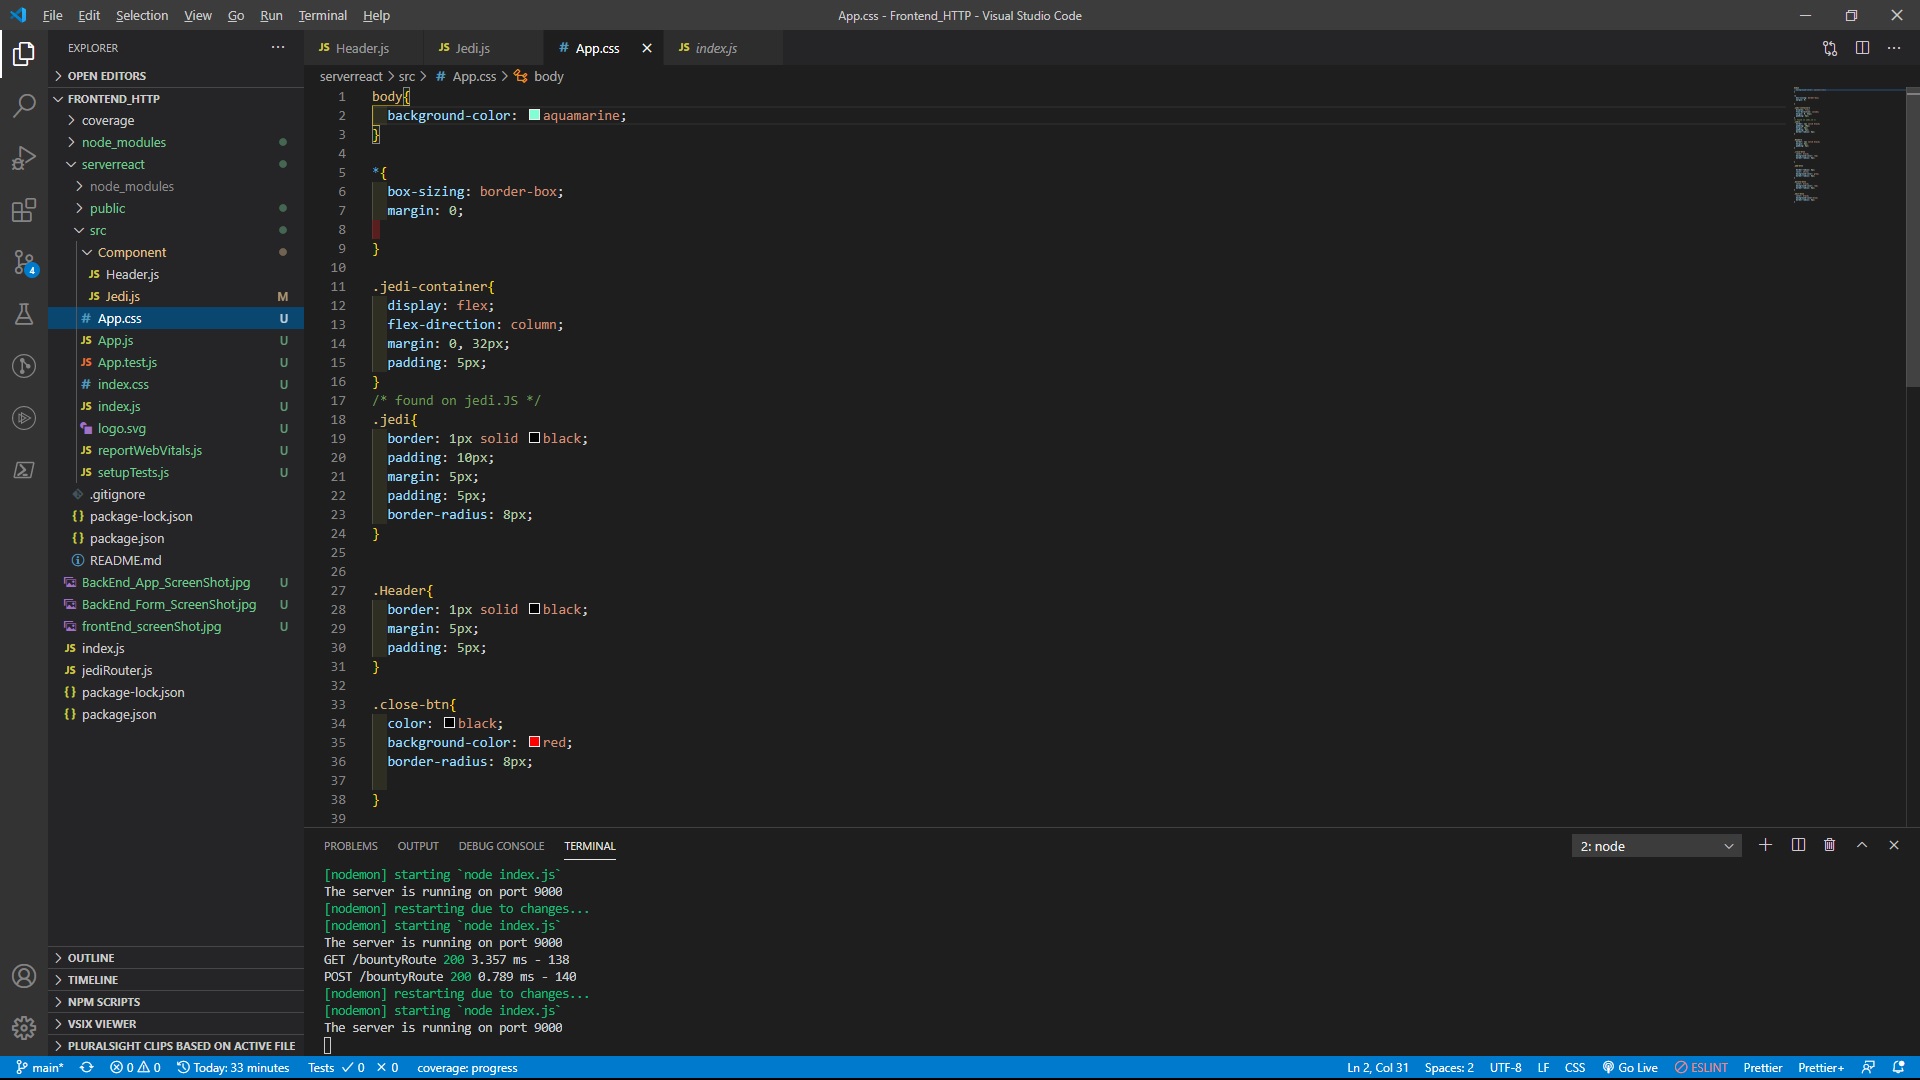 File Edit Selection View Go Run Terminal Help
App.css - Frontend_HTTP - Visual Studio Code
EXPLORER
OPEN EDITORS
FRONTEND_HTTP
coverage
node_modules
serverreact
node_modules
public
src
Component
JS Header.js
JS Jedi.js M
# App.css U
JS App.js U
JS App.test.js U
# index.css U
JS index.js U
logo.svg U
JS reportWebVitals.js U
JS setupTests.js U
.gitignore
{} package-lock.json
{} package.json
README.md
BackEnd_App_ScreenShot.jpg U
BackEnd_Form_ScreenShot.jpg U
frontEnd_screenShot.jpg U
JS index.js
JS jediRouter.js
{} package-lock.json
{} package.json
OUTLINE
TIMELINE
NPM SCRIPTS
VSIX VIEWER
PLURALSIGHT CLIPS BASED ON ACTIVE FILE
4
JS Header.js JS Jedi.js # App.css JS index.js
serverreact > src > # App.css > body
1 body{
2 background-color: aquamarine;
3 }
4
5 *{
6 box-sizing: border-box;
7 margin: 0;
8
9 }
10
11 .jedi-container{
12 display: flex;
13 flex-direction: column;
14 margin: 0, 32px;
15 padding: 5px;
16 }
17 /* found on jedi.JS */
18 .jedi{
19 border: 1px solid black;
20 padding: 10px;
21 margin: 5px;
22 padding: 5px;
23 border-radius: 8px;
24 }
25
26
27 .Header{
28 border: 1px solid black;
29 margin: 5px;
30 padding: 5px;
31 }
32
33 .close-btn{
34 color: black;
35 background-color: red;
36 border-radius: 8px;
37
38 }
39
PROBLEMS OUTPUT DEBUG CONSOLE TERMINAL
2: node
[nodemon] starting `node index.js`
The server is running on port 9000
[nodemon] restarting due to changes...
[nodemon] starting `node index.js`
The server is running on port 9000
GET /bountyRoute 200 3.357 ms - 138
POST /bountyRoute 200 0.789 ms - 140
[nodemon] restarting due to changes...
[nodemon] starting `node index.js`
The server is running on port 9000
main* 0 0 Today: 33 minutes Tests 0 0 coverage: progress
Ln 2, Col 31 Spaces: 2 UTF-8 LF CSS Go Live ESLINT Prettier Prettier+